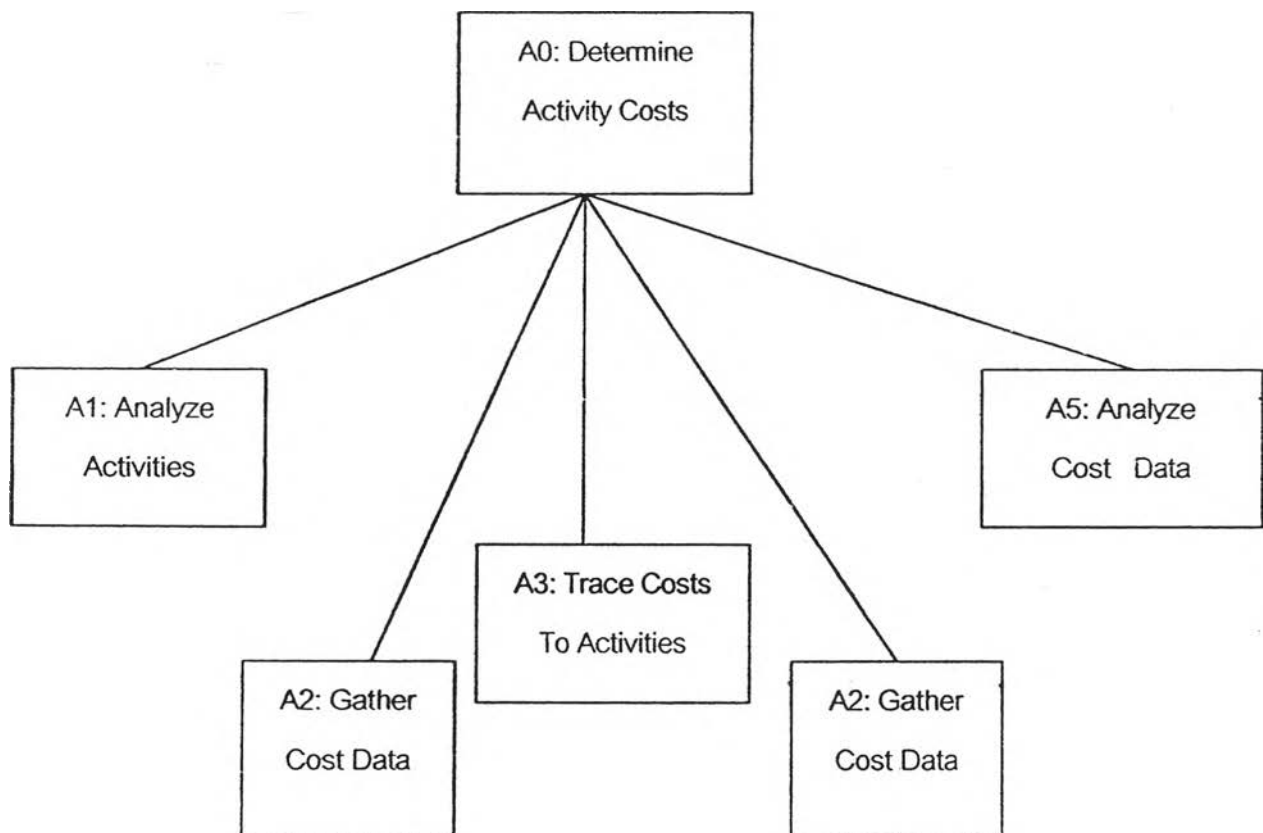 A0: Determine
Activity Costs
A1: Analyze
Activities
A5: Analyze
Cost Data
A3: Trace Costs
To Activities
A2: Gather
Cost Data
A2: Gather
Cost Data